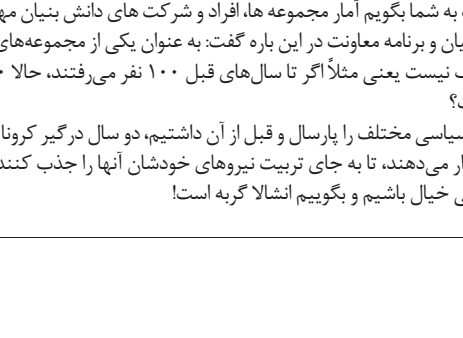 به شما بگویم آمار مجموعه ها، افراد و شرکت های دانش بنیان مه
یان و برنامه معاونت در این باره گفت: به عنوان یکی از مجموعه‌های
نیست یعنی مثلاً اگر تا سال‌های قبل ۱۰۰ نفر می‌رفتند، حالا
؟
سیاسی مختلف را پارسال و قبل از آن داشتیم، دو سال درگیر کرونا
ار می‌دهند، تا به جای تربیت نیروهای خودشان آنها را جذب کنند
ی خیال باشیم و بگوییم انشالا گربه است!